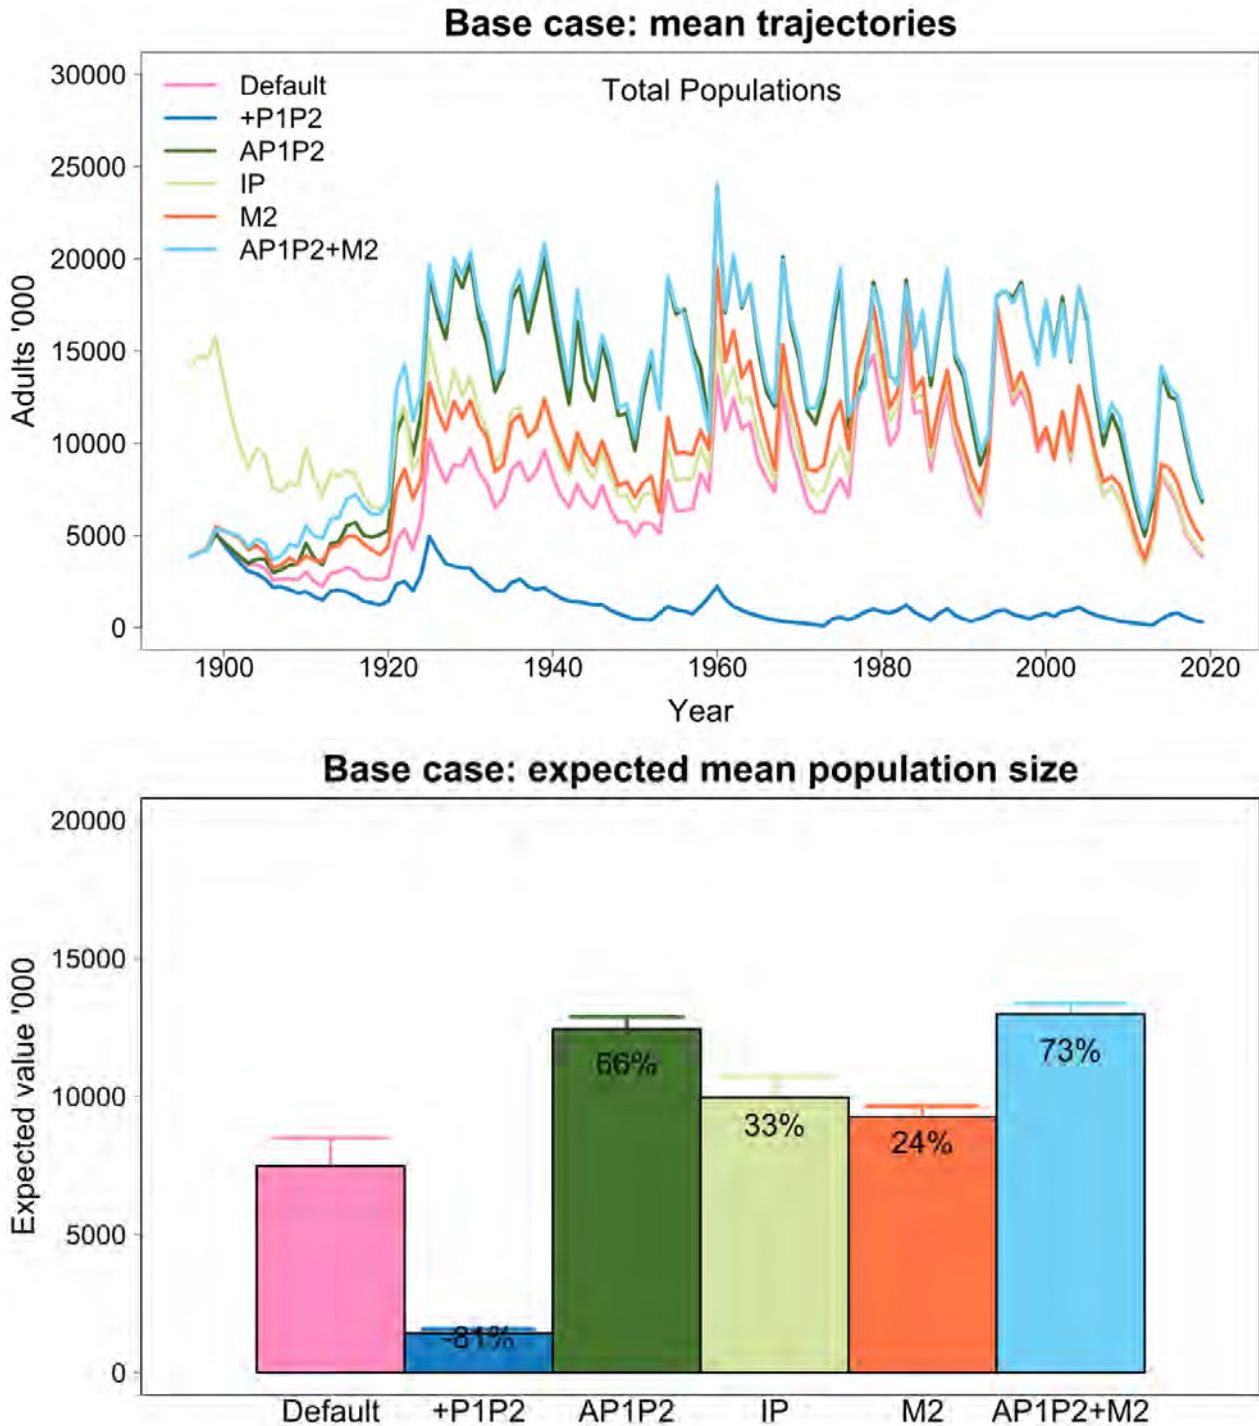 Base case: mean trajectories
30000
25000
20000
15000
10000
5000
0
Adults '000
Total Populations
Default
+P1P2
AP1P2
IP
M2
AP1P2+M2
1900 1920 1940 1960 1980 2000 2020
Year
Base case: expected mean population size
20000
15000
10000
5000
0
Expected value '000
-81%
66%
33%
24%
73%
Default +P1P2 AP1P2 IP M2 AP1P2+M2